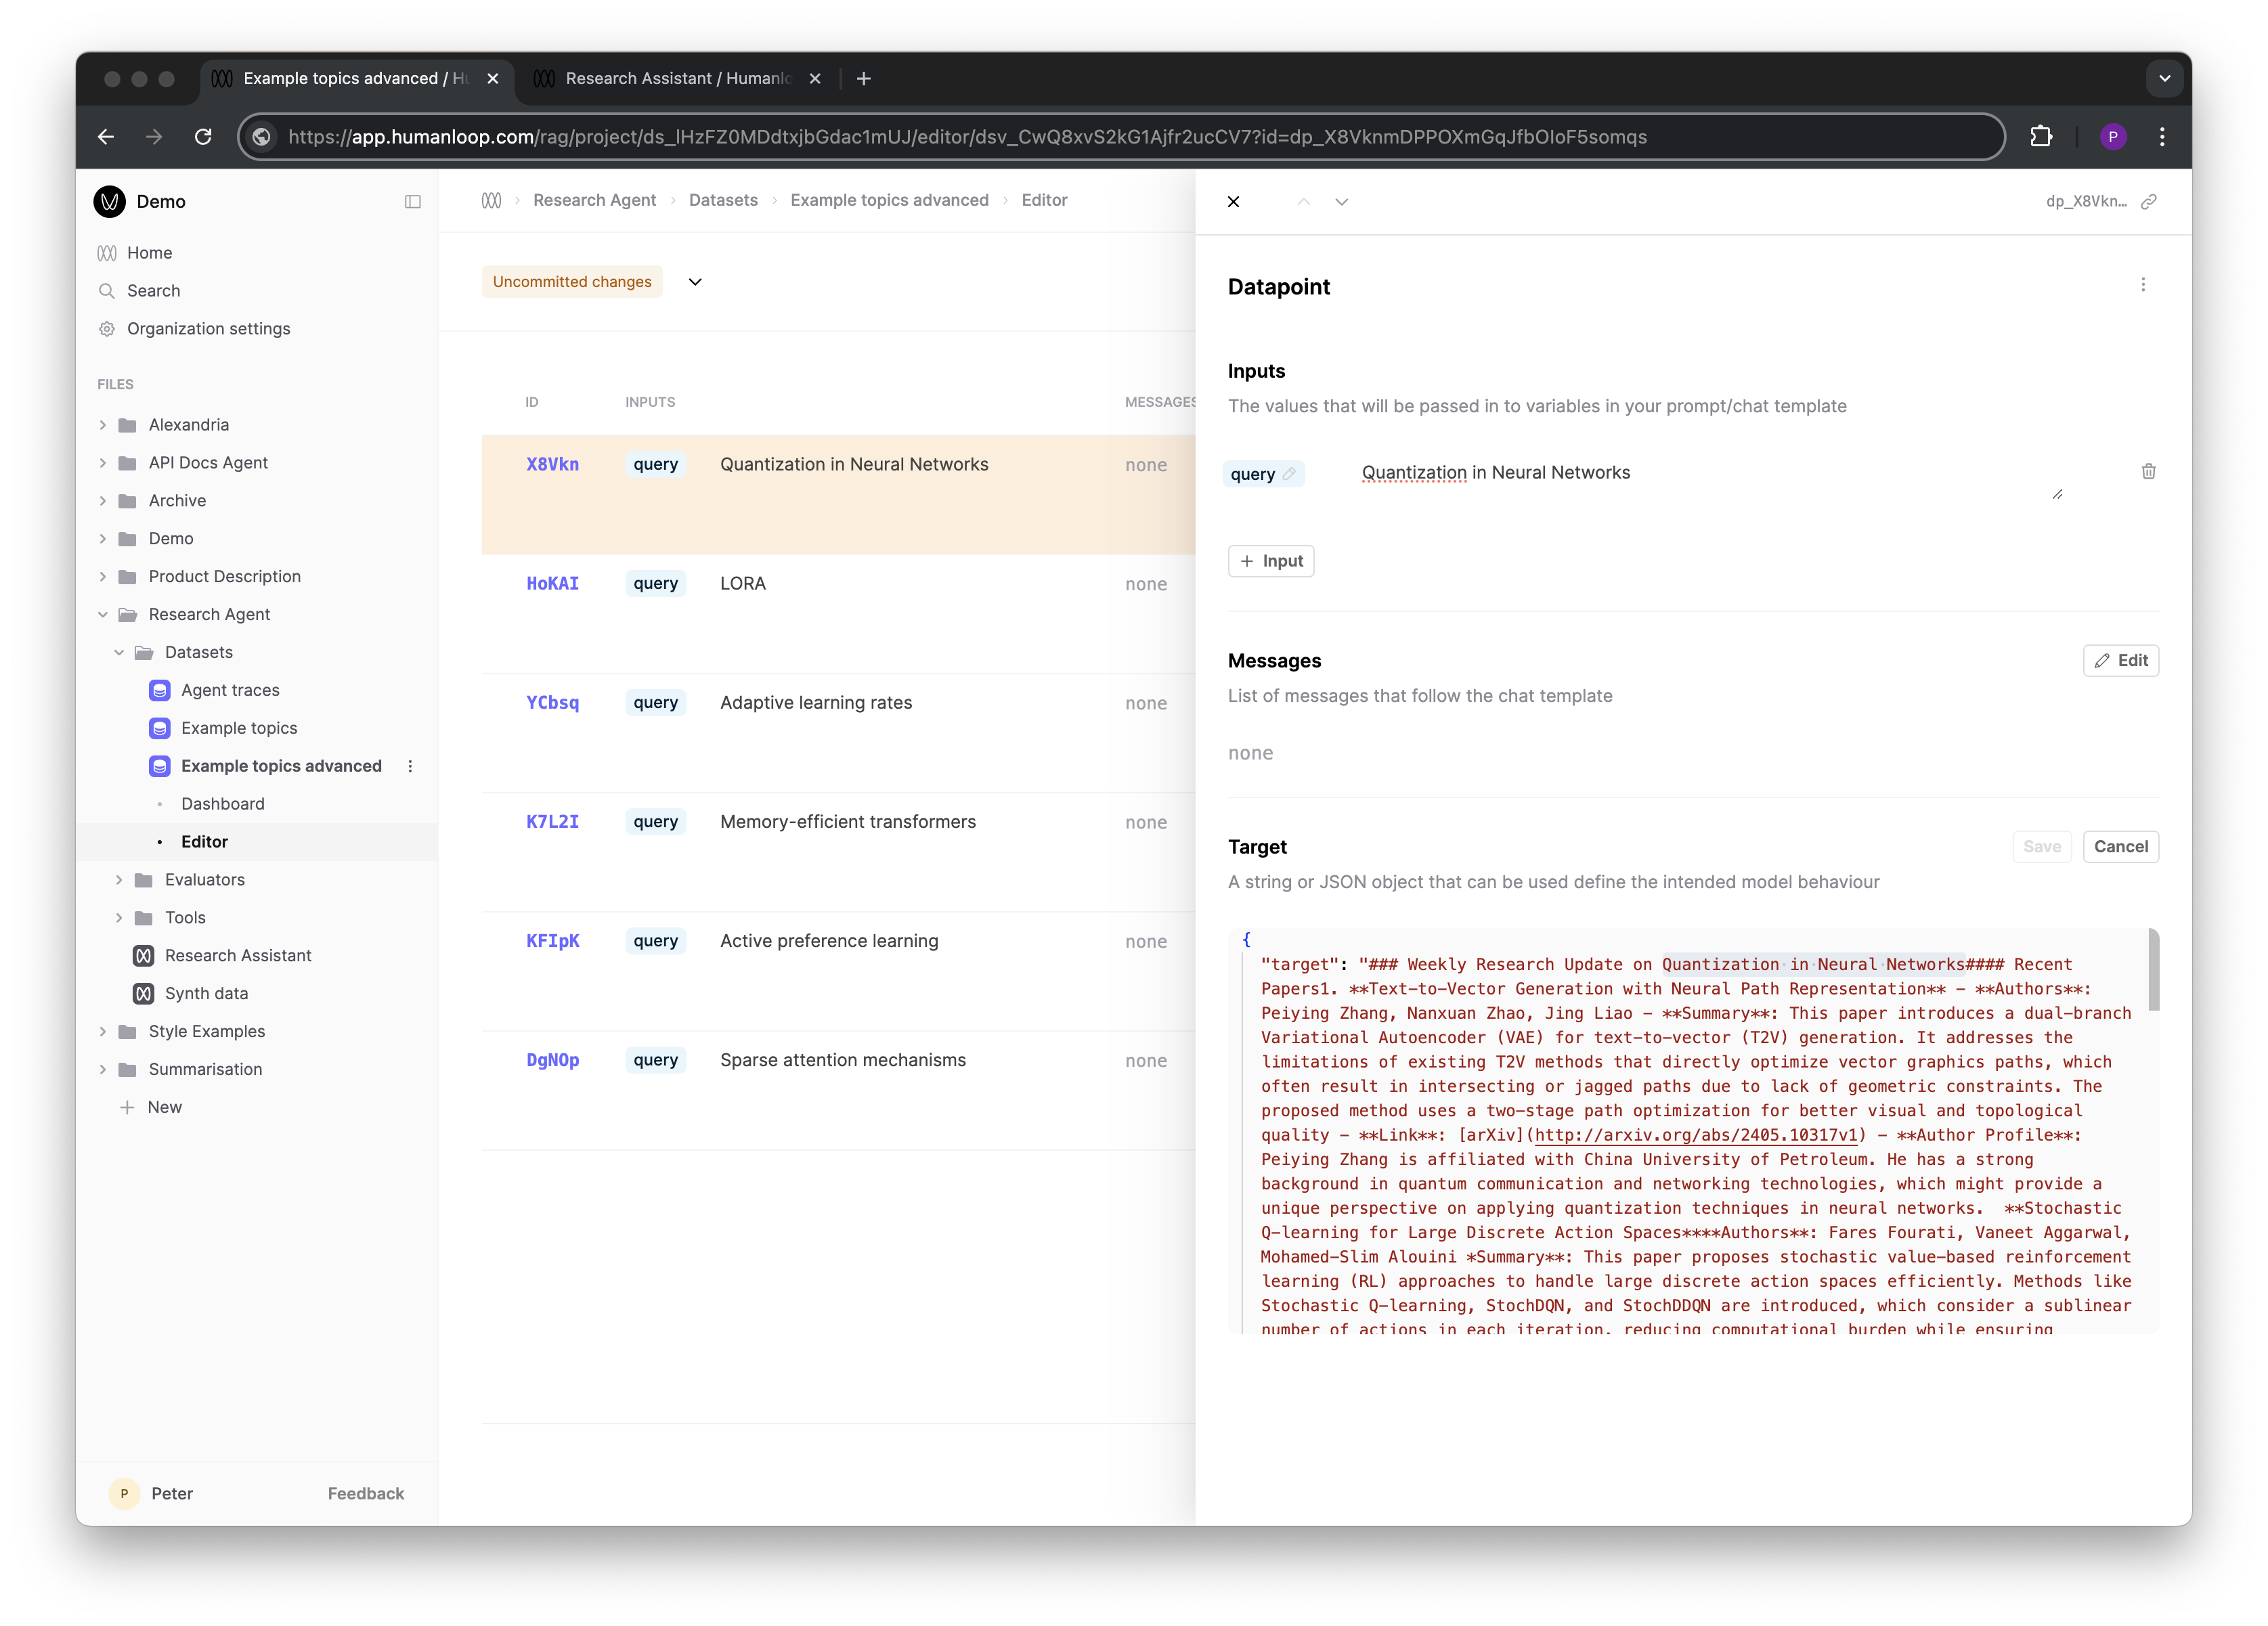 Example topics advanced / Hu
Research Assistant / Humanlo
https://app.humanloop.com/rag/project/ds_lHzFZ0MDdtxjbGdac1mUJ/editor/dsv_CwQ8xvS2kG1Ajfr2ucCV7?id=dp_X8VknmDPPOXmGqJfbOIoF5somqs
P
Demo
Home
Search
Organization settings
FILES
Alexandria
API Docs Agent
Archive
Demo
Product Description
Research Agent
Datasets
Agent traces
Example topics
Example topics advanced
Dashboard
Editor
Evaluators
Tools
Research Assistant
Synth data
Style Examples
Summarisation
New
P Peter Feedback
Research Agent > Datasets > Example topics advanced > Editor
Uncommitted changes
ID INPUTS MESSAGES
X8Vkn query Quantization in Neural Networks none
HoKAI query LORA none
YCbsq query Adaptive learning rates none
K7L2I query Memory-efficient transformers none
KFIpK query Active preference learning none
DgNOp query Sparse attention mechanisms none
dp_X8Vkn…
Datapoint
Inputs
The values that will be passed in to variables in your prompt/chat template
query Quantization in Neural Networks
+ Input
Messages Edit
List of messages that follow the chat template
none
Target Save Cancel
A string or JSON object that can be used define the intended model behaviour
{
"target": "### Weekly Research Update on Quantization in Neural Networks#### Recent
Papers1. **Text-to-Vector Generation with Neural Path Representation** - **Authors**:
Peiying Zhang, Nanxuan Zhao, Jing Liao - **Summary**: This paper introduces a dual-branch
Variational Autoencoder (VAE) for text-to-vector (T2V) generation. It addresses the
limitations of existing T2V methods that directly optimize vector graphics paths, which
often result in intersecting or jagged paths due to lack of geometric constraints. The
proposed method uses a two-stage path optimization for better visual and topological
quality - **Link**: [arXiv](http://arxiv.org/abs/2405.10317v1) - **Author Profile**:
Peiying Zhang is affiliated with China University of Petroleum. He has a strong
background in quantum communication and networking technologies, which might provide a
unique perspective on applying quantization techniques in neural networks.  **Stochastic
Q-learning for Large Discrete Action Spaces****Authors**: Fares Fourati, Vaneet Aggarwal,
Mohamed-Slim Alouini *Summary**: This paper proposes stochastic value-based reinforcement
learning (RL) approaches to handle large discrete action spaces efficiently. Methods like
Stochastic Q-learning, StochDQN, and StochDDQN are introduced, which consider a sublinear
number of actions in each iteration, reducing computational burden while ensuring